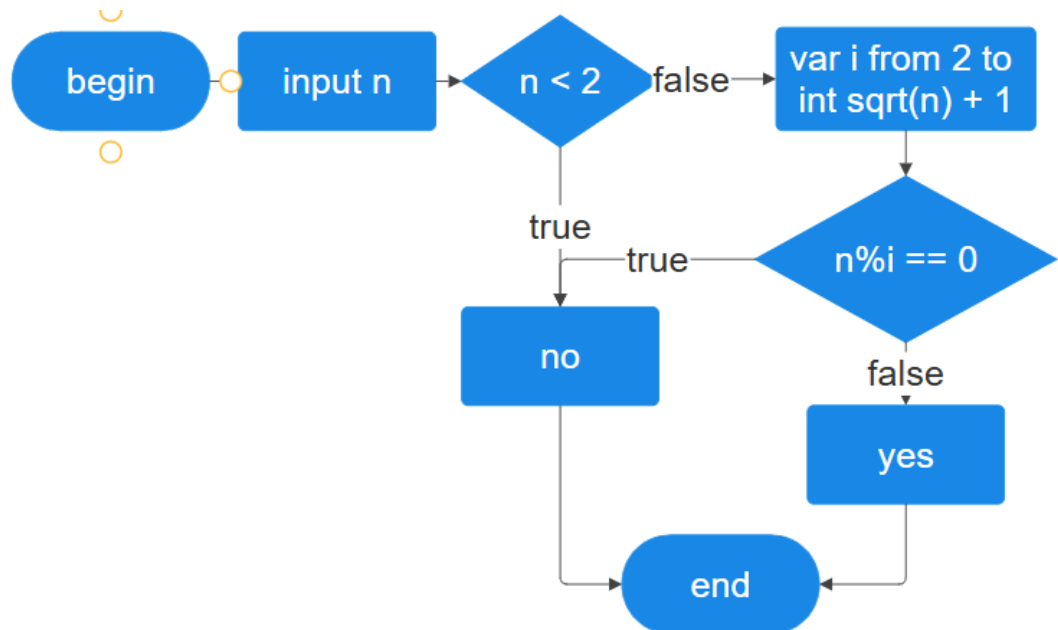 begin
input n
n < 2
false
var i from 2 to
int sqrt(n) + 1
true
true
n%i == 0
no
false
yes
end